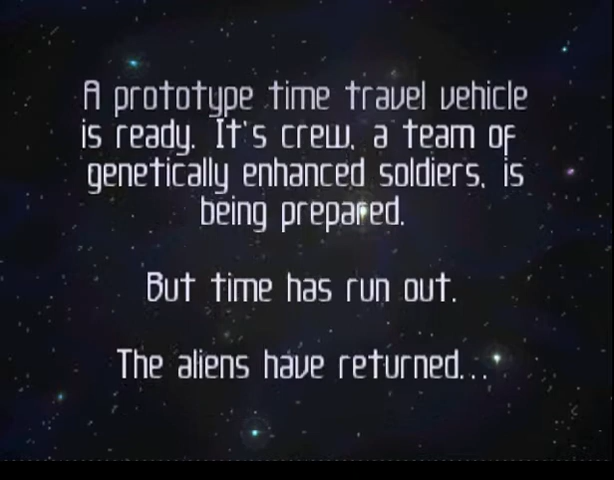 A prototype time travel vehicle
is ready. It's crew, a team of
genetically enhanced soldiers, is
being prepared.
But time has run out.
The aliens have returned...